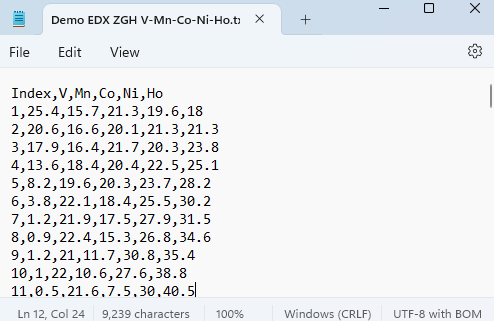 Demo EDX ZGH V-Mn-Co-Ni-Ho.tx
File Edit View
Index,V,Mn,Co,Ni,Ho
1,25.4,15.7,21.3,19.6,18
2,20.6,16.6,20.1,21.3,21.3
3,17.9,16.4,21.7,20.3,23.8
4,13.6,18.4,20.4,22.5,25.1
5,8.2,19.6,20.3,23.7,28.2
6,3.8,22.1,18.4,25.5,30.2
7,1.2,21.9,17.5,27.9,31.5
8,0.9,22.4,15.3,26.8,34.6
9,1.2,21,11.7,30.8,35.4
10,1,22,10.6,27.6,38.8
11,0.5,21.6,7.5,30,40.5
Ln 12, Col 24 9,239 characters 100% Windows (CRLF) UTF-8 with BOM